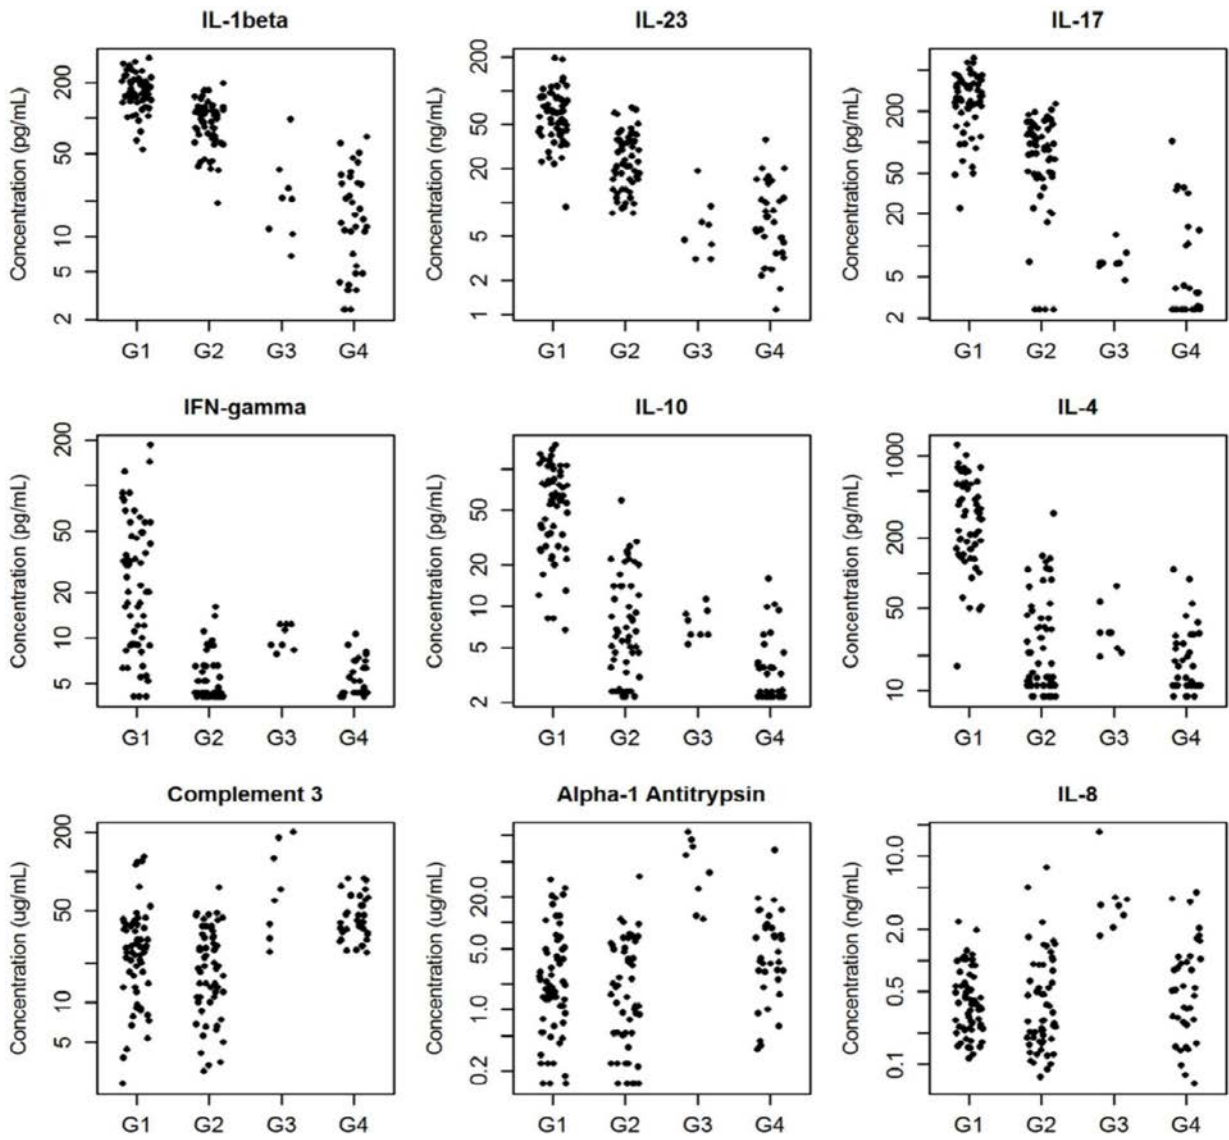 IL-1beta IL-23 IL-17
Concentration (pg/mL) 200 50 10 5 2
Concentration (ng/mL) 200 50 20 5 2 1
Concentration (pg/mL) 200 50 20 5 2
G1 G2 G3 G4 G1 G2 G3 G4 G1 G2 G3 G4
IFN-gamma IL-10 IL-4
Concentration (pg/mL) 200 50 20 10 5
Concentration (pg/mL) 50 20 10 5 2
Concentration (pg/mL) 1000 200 50 10
G1 G2 G3 G4 G1 G2 G3 G4 G1 G2 G3 G4
Complement 3 Alpha-1 Antitrypsin IL-8
Concentration (ug/mL) 200 50 10 5
Concentration (ug/mL) 20.0 5.0 1.0 0.2
Concentration (ng/mL) 10.0 2.0 0.5 0.1
G1 G2 G3 G4 G1 G2 G3 G4 G1 G2 G3 G4